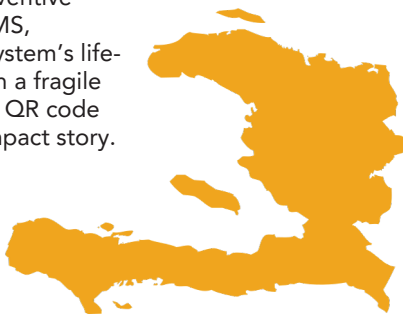 MS,
ystem's life-
n a fragile
QR code
pact story.